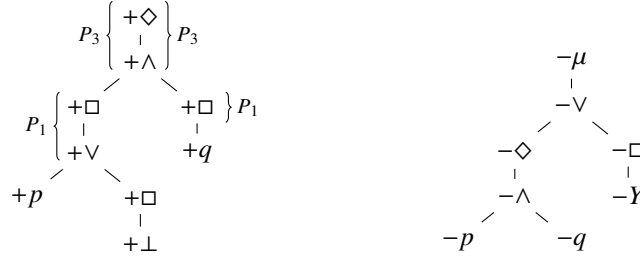 +◇
P₃ P₃
+∧
−μ
+□ +□ P₁
−∨
P₁
+∨ +q
−◇ −□
+p +□
−∧ −Y
+⊥
−p −q